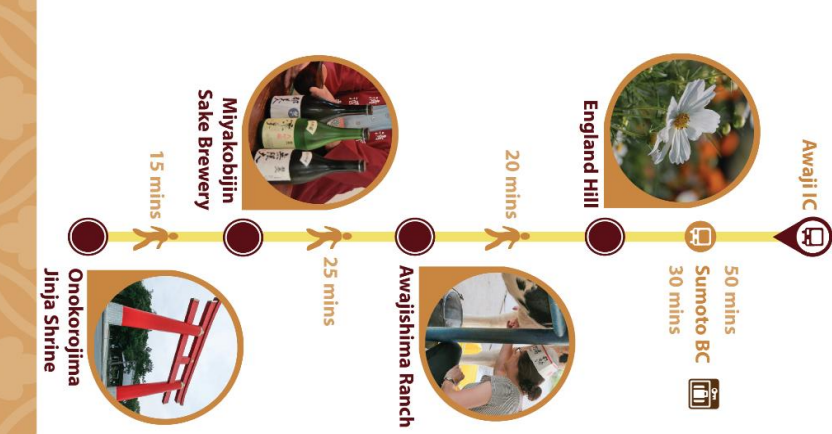 Awaji IC
50 mins
Sumoto BC
30 mins
England Hill
20 mins
Awajishima Ranch
25 mins
Miyakobijin
Sake Brewery
15 mins
Onokorojima
Jinja Shrine